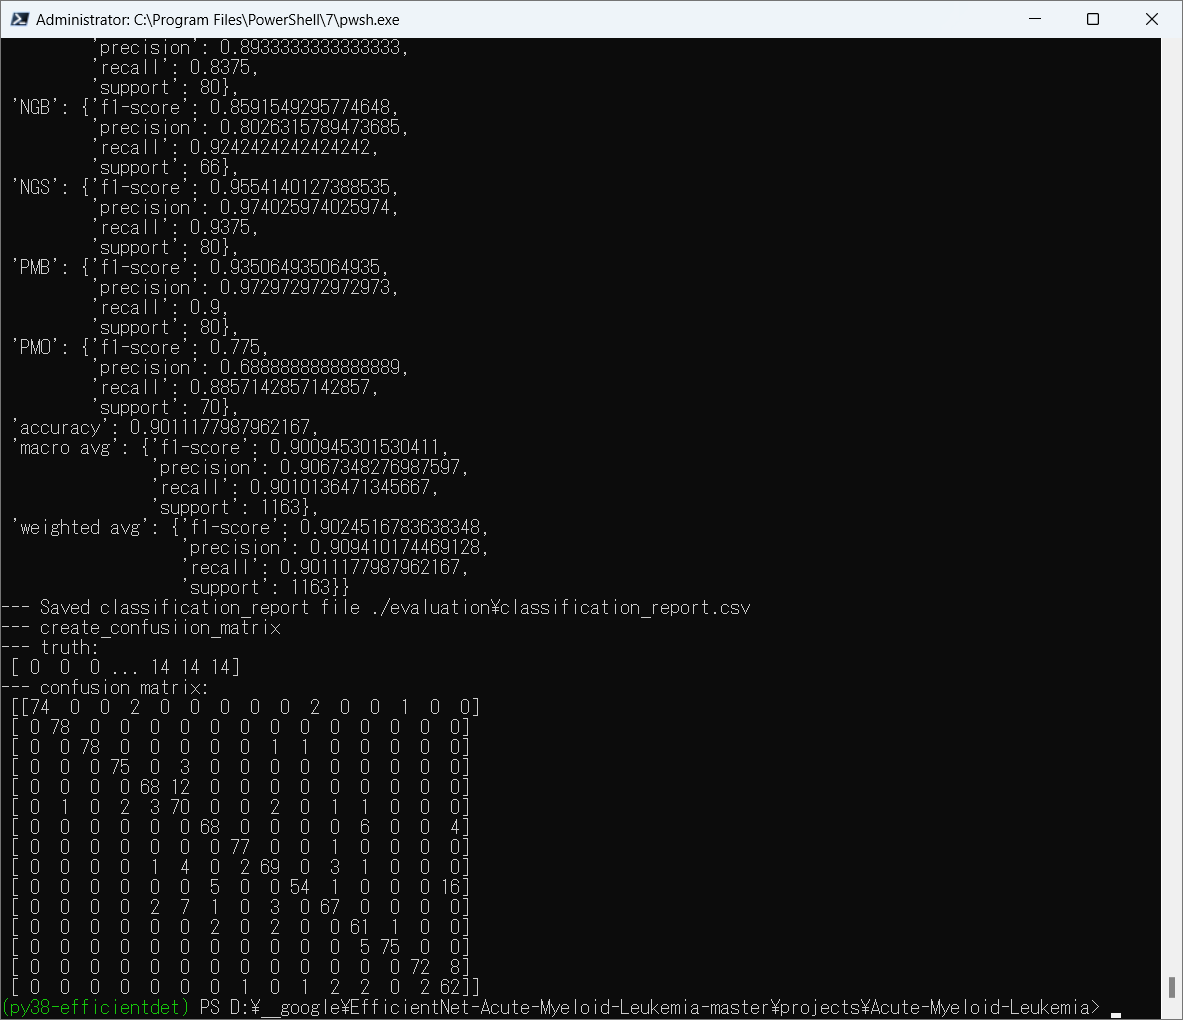 Administrator: C:\Program Files\PowerShell\7\pwsh.exe
'precision': 0.8933333333333333,
'recall': 0.8375,
'support': 80},
'NGB': {'f1-score': 0.8591549295774648,
'precision': 0.8026315789473685,
'recall': 0.9242424242424242,
'support': 66},
'NGS': {'f1-score': 0.9554140127388535,
'precision': 0.974025974025974,
'recall': 0.9375,
'support': 80},
'PMB': {'f1-score': 0.935064935064935,
'precision': 0.972972972972973,
'recall': 0.9,
'support': 80},
'PMO': {'f1-score': 0.775,
'precision': 0.6888888888888889,
'recall': 0.8857142857142857,
'support': 70},
'accuracy': 0.9011177987962167,
'macro avg': {'f1-score': 0.900945301530411,
'precision': 0.9067348276987597,
'recall': 0.9010136471345667,
'support': 1163},
'weighted avg': {'f1-score': 0.9024516783638348,
'precision': 0.909410174469128,
'recall': 0.9011177987962167,
'support': 1163}}
--- Saved classification_report file ./evaluation¥classification_report.csv
--- create_confusiion_matrix
--- truth:
[ 0 0 0 ... 14 14 14]
--- confusion matrix:
[[74 0 0 2 0 0 0 0 0 2 0 0 1 0 0]
[ 0 78 0 0 0 0 0 0 0 0 0 0 0 0 0]
[ 0 0 78 0 0 0 0 0 1 1 0 0 0 0 0]
[ 0 0 0 75 0 3 0 0 0 0 0 0 0 0 0]
[ 0 0 0 0 68 12 0 0 0 0 0 0 0 0 0]
[ 0 1 0 2 3 70 0 0 2 0 1 1 0 0 0]
[ 0 0 0 0 0 0 68 0 0 0 0 6 0 0 4]
[ 0 0 0 0 0 0 0 77 0 0 1 0 0 0 0]
[ 0 0 0 0 1 4 0 2 69 0 3 1 0 0 0]
[ 0 0 0 0 0 0 5 0 0 54 1 0 0 0 16]
[ 0 0 0 0 2 7 1 0 3 0 67 0 0 0 0]
[ 0 0 0 0 0 0 2 0 2 0 0 61 1 0 0]
[ 0 0 0 0 0 0 0 0 0 0 0 5 75 0 0]
[ 0 0 0 0 0 0 0 0 0 0 0 0 0 72 8]
[ 0 0 0 0 0 0 0 1 0 1 2 2 0 2 62]]
(py38-efficientdet) PS D:¥__google¥EfficientNet-Acute-Myeloid-Leukemia-master¥projects¥Acute-Myeloid-Leukemia>